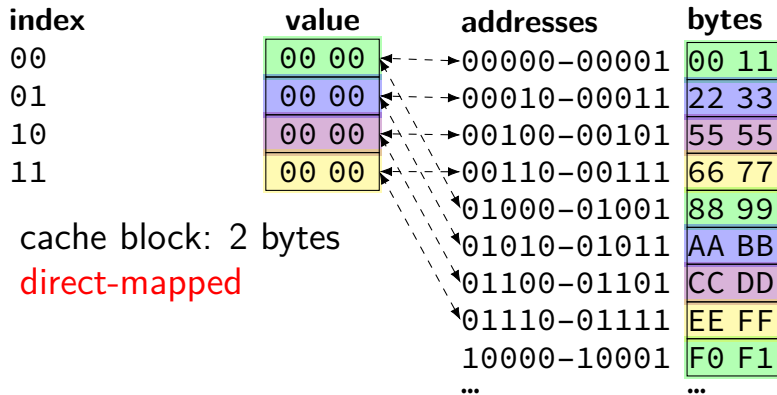 index value addresses bytes
00 00 00 00000–00001 00 11
01 00 00 00010–00011 22 33
10 00 00 00100–00101 55 55
11 00 00 00110–00111 66 77
01000–01001 88 99
cache block: 2 bytes 01010–01011 AA BB
direct-mapped 01100–01101 CC DD
01110–01111 EE FF
10000–10001 F0 F1
… …